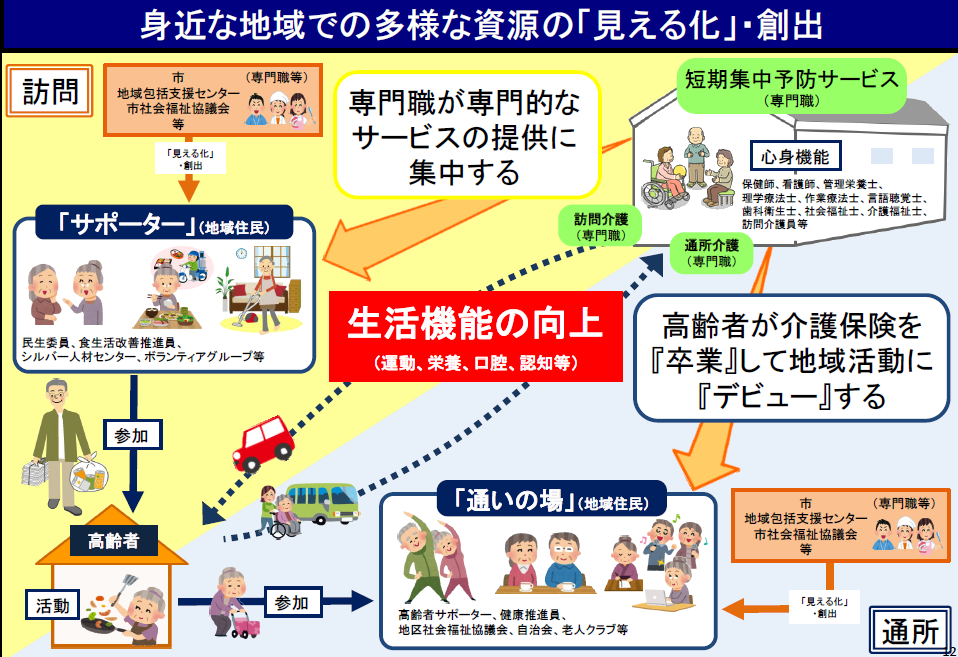 身近な地域での多様な資源の「見える化」・創出
訪問
市　（専門職等）
地域包括支援センター
市社会福祉協議会
等
「見える化」
・創出
専門職が専門的な
サービスの提供に
集中する
短期集中予防サービス
（専門職）
心身機能
保健師、看護師、管理栄養士、
理学療法士、作業療法士、言語聴覚士、
歯科衛生士、社会福祉士、介護福祉士、
訪問介護員等
訪問介護
（専門職）
通所介護
（専門職）
「サポーター」（地域住民）
民生委員、食生活改善推進員、
シルバー人材センター、ボランティアグループ等
生活機能の向上
（運動、栄養、口腔、認知等）
高齢者が介護保険を
『卒業』して地域活動に
『デビュー』する
参加
高齢者
活動
参加
「通いの場」（地域住民）
高齢者サポーター、健康推進員、
地区社会福祉協議会、自治会、老人クラブ等
市　（専門職等）
地域包括支援センター
市社会福祉協議会
等
「見える化」
・創出
通所
12